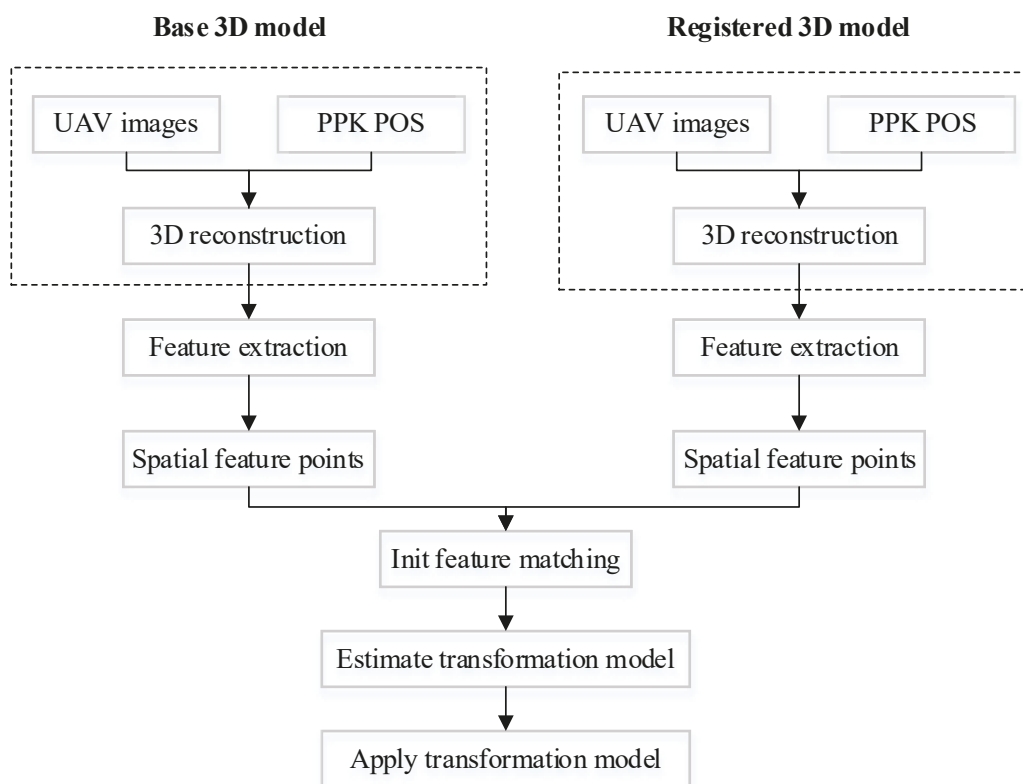 Base 3D model
Registered 3D model
UAV images
PPK POS
UAV images
PPK POS
3D reconstruction
3D reconstruction
Feature extraction
Feature extraction
Spatial feature points
Spatial feature points
Init feature matching
Estimate transformation model
Apply transformation model